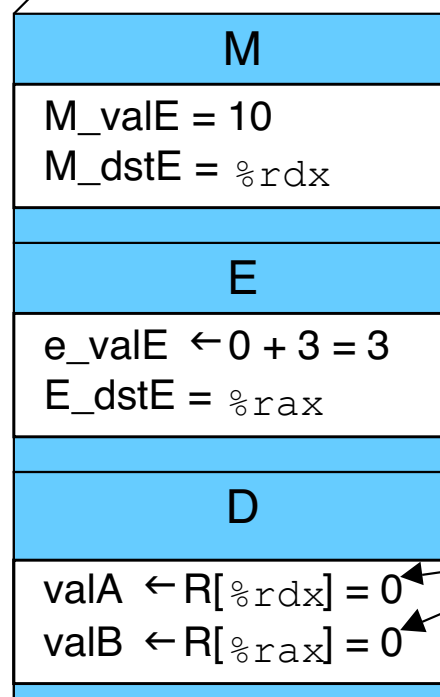 M
M_valE = 10
M_dstE = %rdx
E
e_valE ← 0 + 3 = 3
E_dstE = %rax
D
valA ← R[%rdx] = 0
valB ← R[%rax] = 0